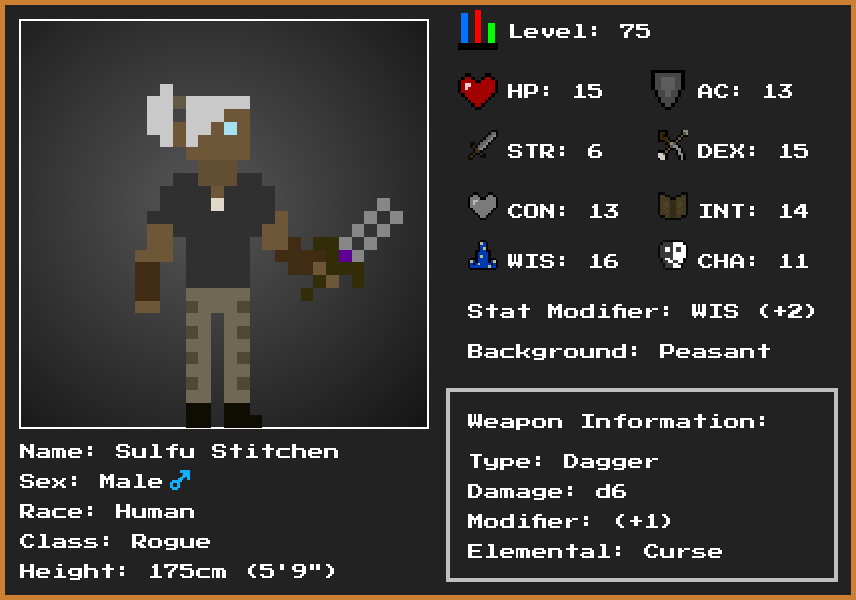 Level: 75
HP: 15
AC: 13
STR: 6
DEX: 15
CON: 13
INT: 14
WIS: 16
CHA: 11
Stat Modifier: WIS (+2)
Background: Peasant
Weapon Information:
Type: Dagger
Damage: d6
Modifier: (+1)
Elemental: Curse
Name: Sulfu Stitchen
Sex: Male♂
Race: Human
Class: Rogue
Height: 175cm (5'9")